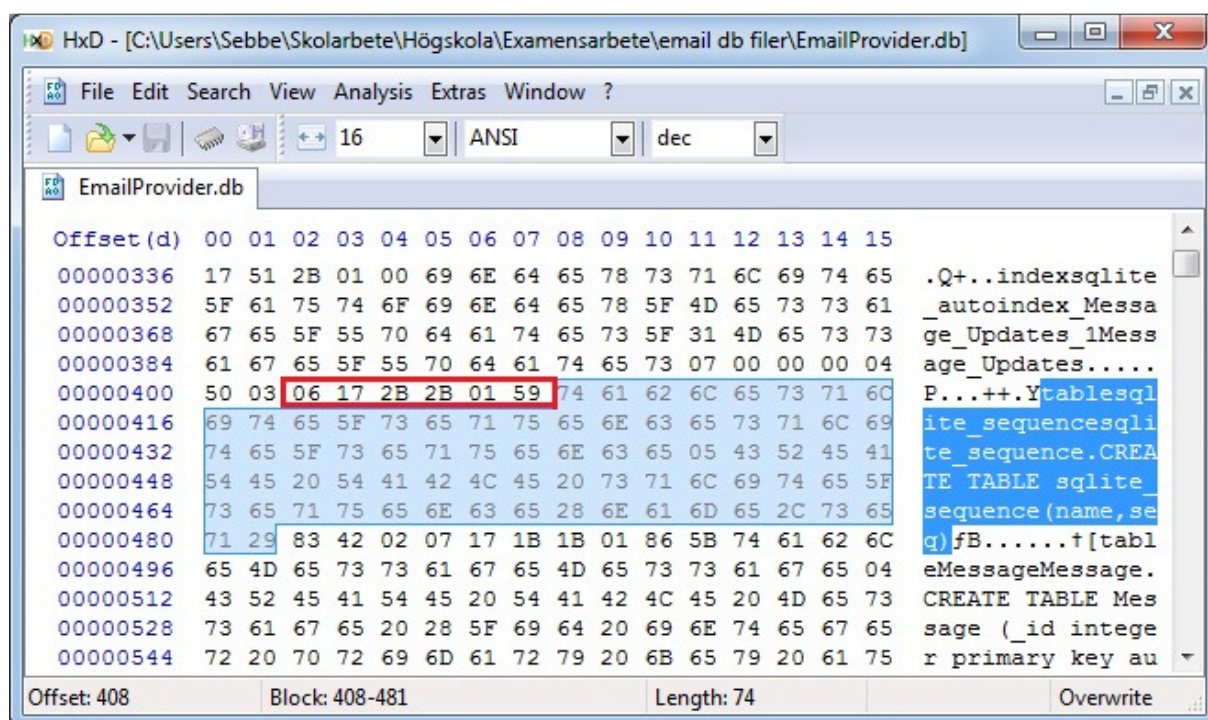 HxD - [C:\Users\Sebbe\Skolarbete\Högskola\Examensarbete\email db filer\EmailProvider.db]
File Edit Search View Analysis Extras Window ?
16 ANSI dec
EmailProvider.db
Offset(d) 00 01 02 03 04 05 06 07 08 09 10 11 12 13 14 15
00000336 17 51 2B 01 00 69 6E 64 65 78 73 71 6C 69 74 65 .Q+..indexsqlite
00000352 5F 61 75 74 6F 69 6E 64 65 78 5F 4D 65 73 73 61 _autoindex_Messa
00000368 67 65 5F 55 70 64 61 74 65 73 5F 31 4D 65 73 73 ge_Updates_1Mess
00000384 61 67 65 5F 55 70 64 61 74 65 73 07 00 00 00 04 age_Updates.....
00000400 50 03 06 17 2B 2B 01 59 74 61 62 6C 65 73 71 6C P...++.Ytablesql
00000416 69 74 65 5F 73 65 71 75 65 6E 63 65 73 71 6C 69 ite_sequencesqli
00000432 74 65 5F 73 65 71 75 65 6E 63 65 05 43 52 45 41 te_sequence.CREA
00000448 54 45 20 54 41 42 4C 45 20 73 71 6C 69 74 65 5F TE TABLE sqlite_
00000464 73 65 71 75 65 6E 63 65 28 6E 61 6D 65 2C 73 65 sequence(name,se
00000480 71 29 83 42 02 07 17 1B 1B 01 86 5B 74 61 62 6C q)ƒB......†[tabl
00000496 65 4D 65 73 73 61 67 65 4D 65 73 73 61 67 65 04 eMessageMessage.
00000512 43 52 45 41 54 45 20 54 41 42 4C 45 20 4D 65 73 CREATE TABLE Mes
00000528 73 61 67 65 20 28 5F 69 64 20 69 6E 74 65 67 65 sage (_id intege
00000544 72 20 70 72 69 6D 61 72 79 20 6B 65 79 20 61 75 r primary key au
Offset: 408 Block: 408-481 Length: 74 Overwrite